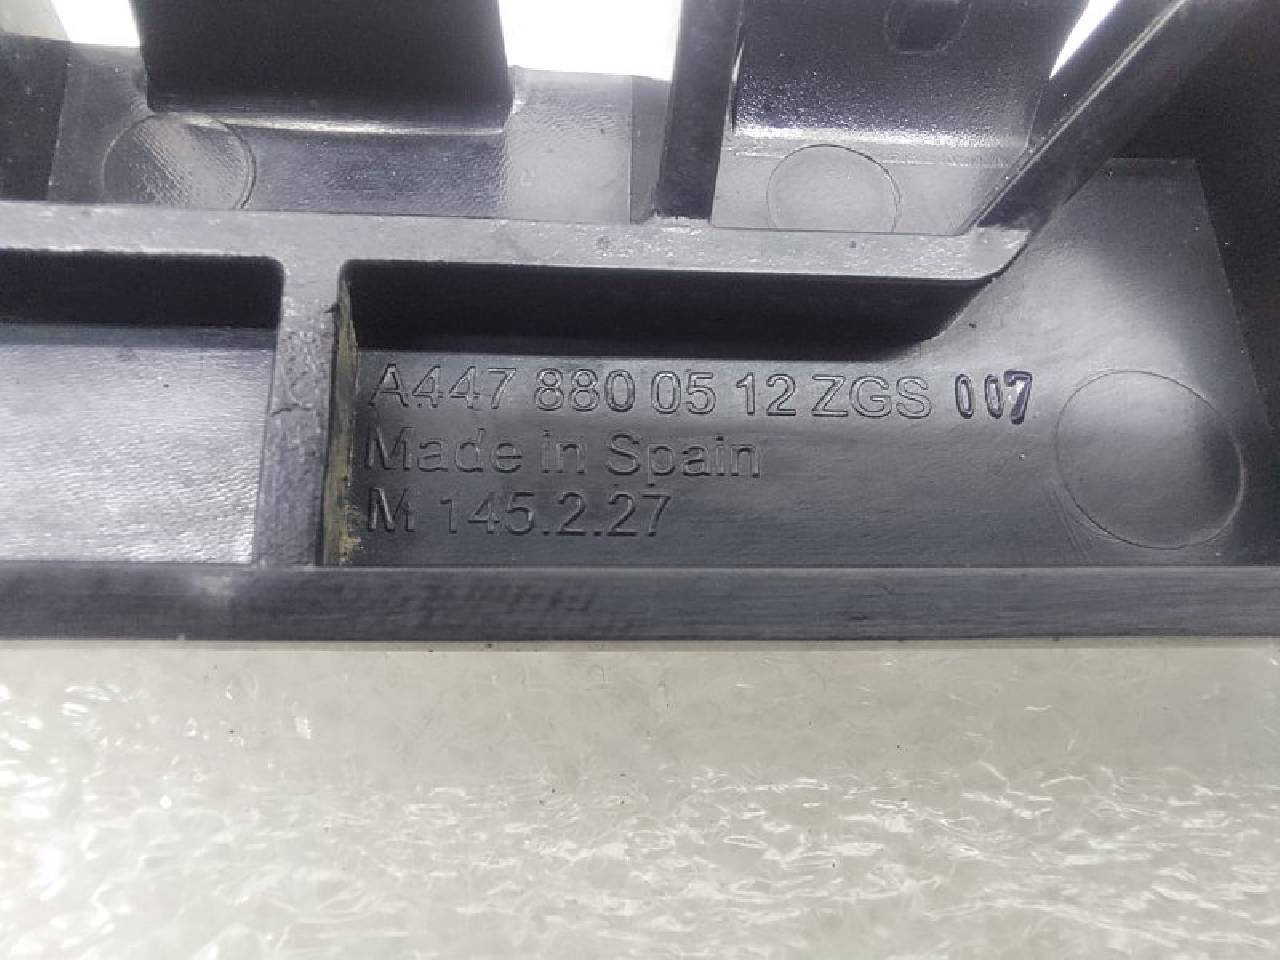 A447 880 05 12 ZGS 007
Made in Spain
M 145.2.27